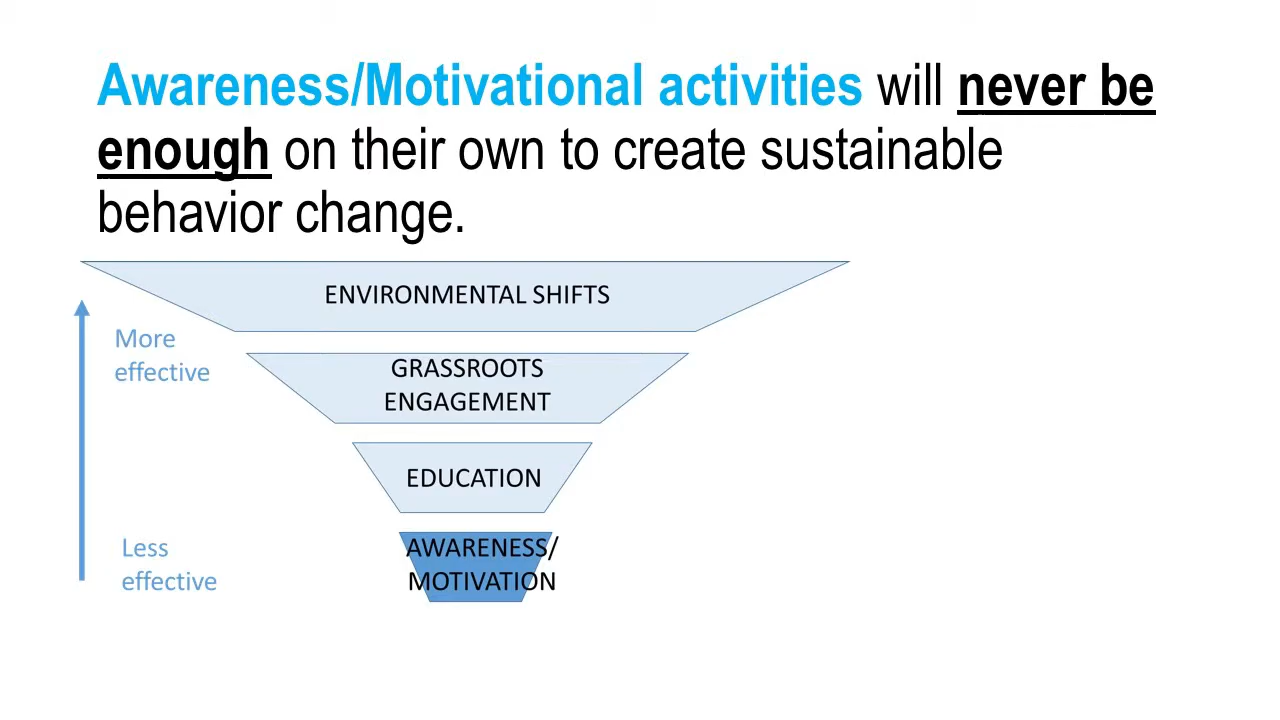 Awareness/Motivational activities will never be
enough on their own to create sustainable
behavior change.
ENVIRONMENTAL SHIFTS
More
effective
GRASSROOTS
ENGAGEMENT
EDUCATION
Less
effective
AWARENESS/
MOTIVATION